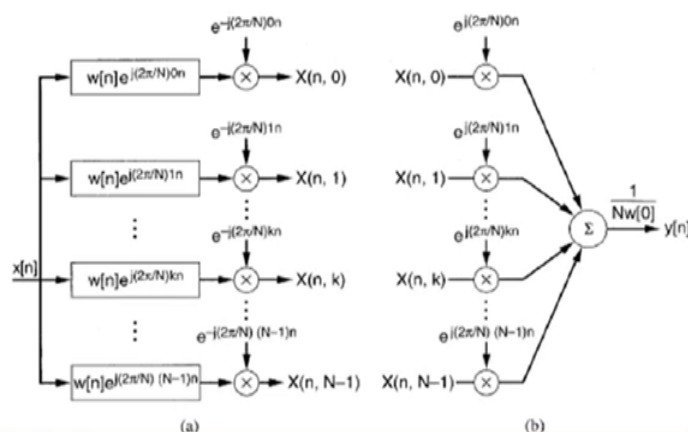 e^-j(2π/N)0n
e^j(2π/N)0n
w[n]e^j(2π/N)0n
X(n, 0)
X(n, 0)
e^-j(2π/N)1n
e^j(2π/N)1n
w[n]e^j(2π/N)1n
X(n, 1)
X(n, 1)
1
Nw[0]
Σ
y[n]
e^-j(2π/N)kn
e^j(2π/N)kn
x[n]
w[n]e^j(2π/N)kn
X(n, k)
X(n, k)
e^-j(2π/N) (N–1)n
e^j(2π/N) (N–1)n
w[n]e^j(2π/N) (N–1)n
X(n, N–1)
X(n, N–1)
(a)
(b)